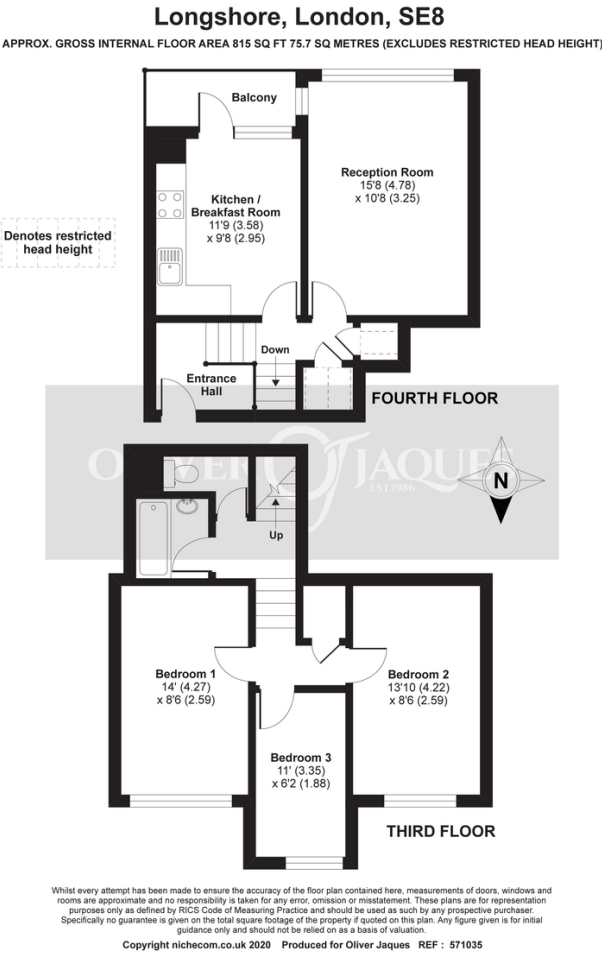 Longshore, London, SE8
APPROX. GROSS INTERNAL FLOOR AREA 815 SQ FT 75.7 SQ METRES (EXCLUDES RESTRICTED HEAD HEIGHT)
Balcony
Reception Room
15'8 (4.78)
x 10'8 (3.25)
Kitchen /
Breakfast Room
11'9 (3.58)
x 9'8 (2.95)
Denotes restricted
head height
Down
Entrance
Hall
FOURTH FLOOR
OLIVER JAQUES
EST.1986
N
Up
Bedroom 1
14' (4.27)
x 8'6 (2.59)
Bedroom 2
13'10 (4.22)
x 8'6 (2.59)
Bedroom 3
11' (3.35)
x 6'2 (1.88)
THIRD FLOOR
Whilst every attempt has been made to ensure the accuracy of the floor plan contained here, measurements of doors, windows and
rooms are approximate and no responsibility is taken for any error, omission or misstatement. These plans are for representation
purposes only as defined by RICS Code of Measuring Practice and should be used as such by any prospective purchaser.
Specifically no guarantee is given on the total square footage of the property if quoted on this plan. Any figure given is for initial
guidance only and should not be relied on as a basis of valuation.
Copyright nichecom.co.uk 2020 Produced for Oliver Jaques REF : 571035